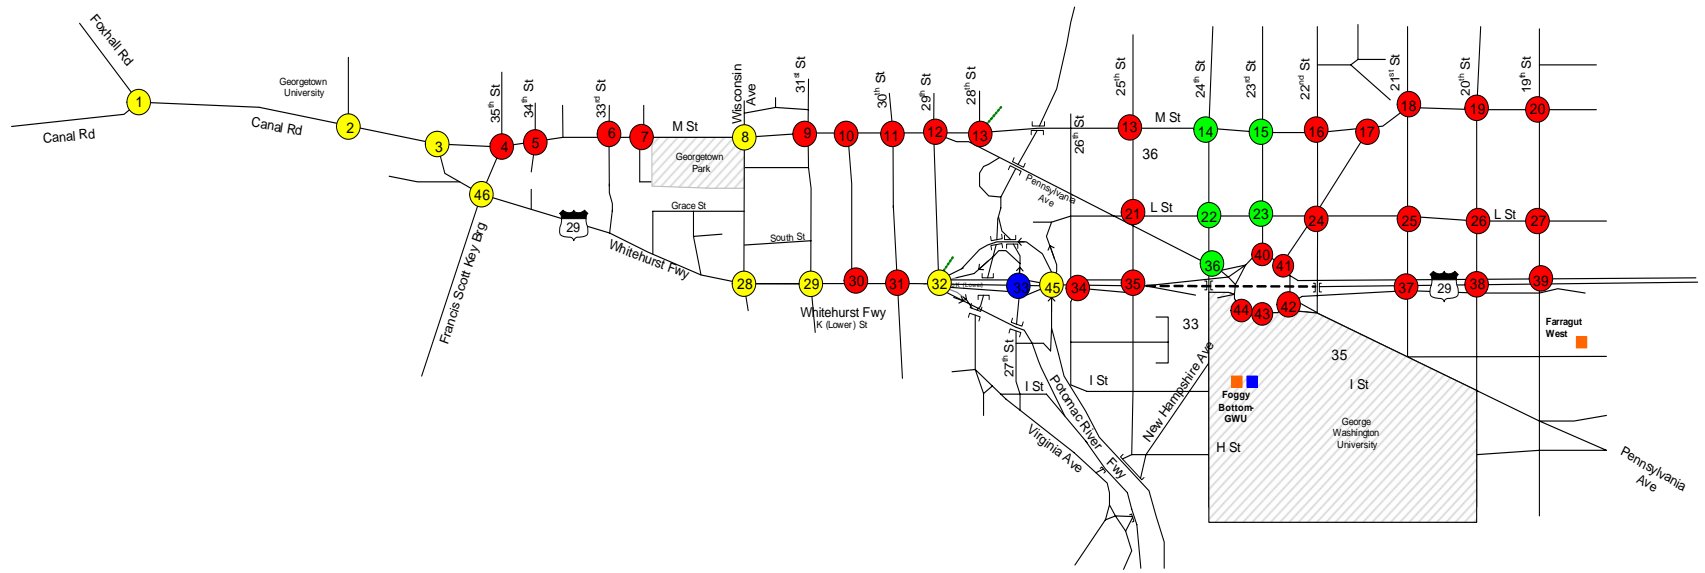 Foxhall Rd
Canal Rd
1
Georgetown
University
Canal Rd
2
3
35th St
34th St
33rd St
4
5
6
7
46
Francis Scott Key Brg
29
Whitehurst Fwy
M St
Georgetown
Park
Grace St
South St
Wisconsin
Ave
31st St
30th St
29th St
28th St
8
9
10
11
12
13
28
29
30
31
32
Whitehurst Fwy
K (Lower) St
K (Lower)
33
45
34
35
27th St
I St
Virginia Ave
Potomac River
Fwy
Pennsylvania
Ave
26th St
25th St
24th St
23rd St
22nd St
21st St
20th St
19th St
13
M St
14
15
16
17
18
19
20
36
21
L St
22
23
24
25
26
L St
27
36
40
41
42
43
44
37
29
38
39
33
35
I St
New Hampshire Ave
H St
Foggy
Bottom-
GWU
I St
George
Washington
University
Farragut
West
Pennsylvania
Ave